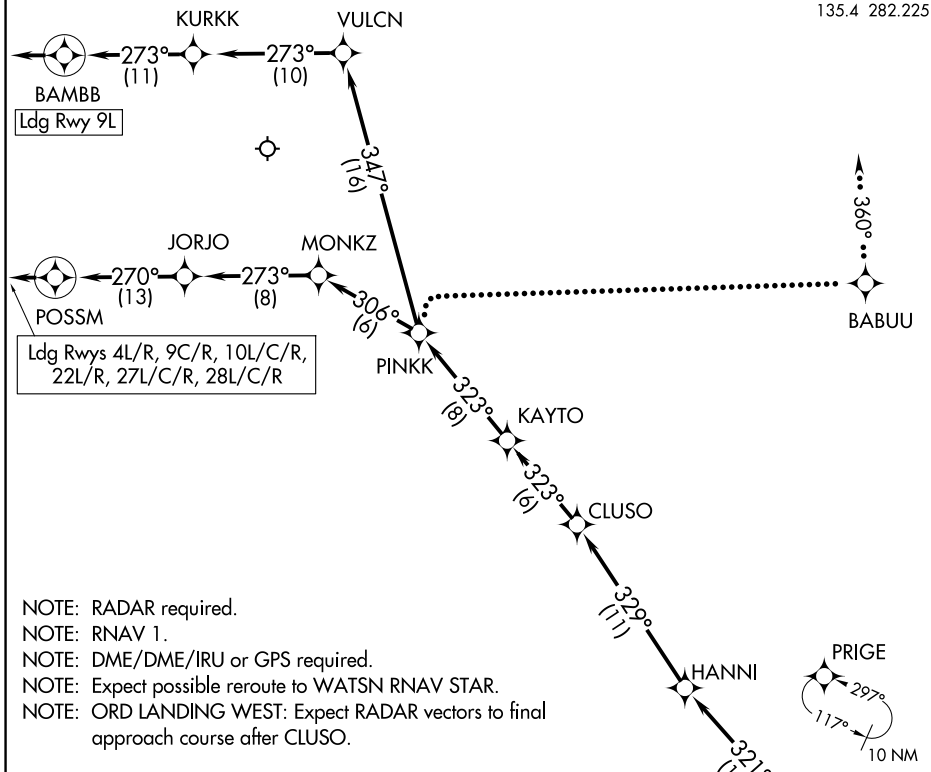 135.4 282.225
KURKK
VULCN
273°
(11)
273°
(10)
BAMBB
Ldg Rwy 9L
347°
(16)
360°
JORJO
MONKZ
270°
(13)
273°
(8)
POSSM
306°
(6)
BABUU
Ldg Rwys 4L/R, 9C/R, 10L/C/R,
22L/R, 27L/C/R, 28L/C/R
PINKK
323°
(8)
KAYTO
323°
(6)
CLUSO
329°
(11)
NOTE: RADAR required.
NOTE: RNAV 1.
NOTE: DME/DME/IRU or GPS required.
NOTE: Expect possible reroute to WATSN RNAV STAR.
NOTE: ORD LANDING WEST: Expect RADAR vectors to final
approach course after CLUSO.
HANNI
PRIGE
297°
117°
10 NM
321°